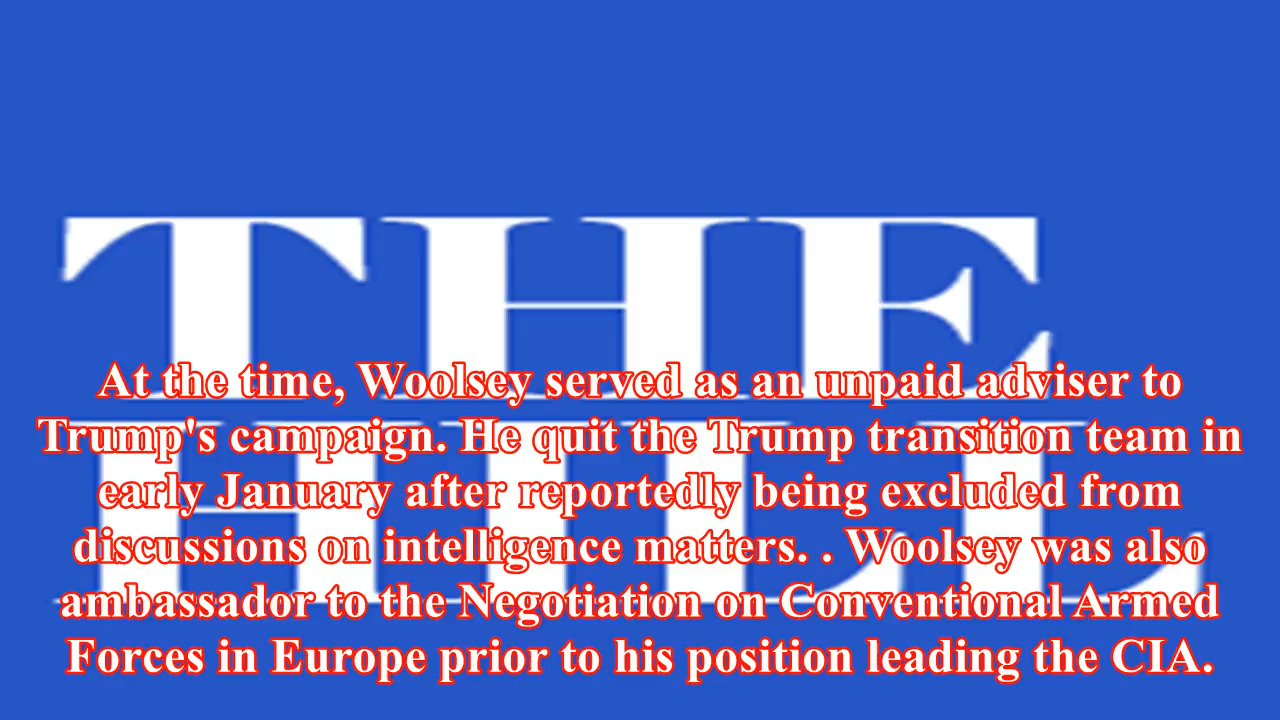 THE
HILL
At the time, Woolsey served as an unpaid adviser to
Trump's campaign. He quit the Trump transition team in
early January after reportedly being excluded from
discussions on intelligence matters. . Woolsey was also
ambassador to the Negotiation on Conventional Armed
Forces in Europe prior to his position leading the CIA.